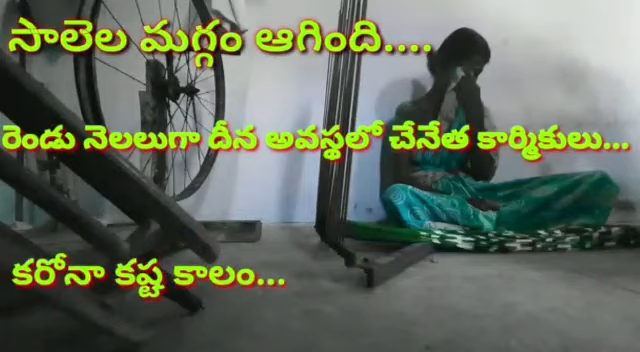 సాలెల మగ్గం ఆగింది....
రెండు నెలలుగా దీన అవస్థలో చేనేత కార్మికులు...
కరోనా కష్ట కాలం...